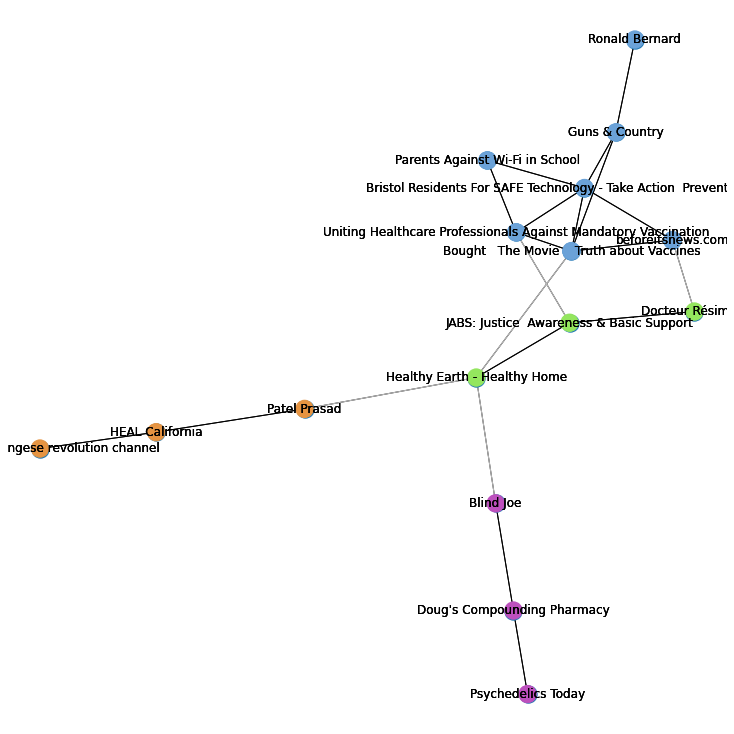 Ronald Bernard
Guns & Country
Parents Against Wi-Fi in School
Bristol Residents For SAFE Technology - Take Action  Prevent
Uniting Healthcare Professionals Against Mandatory Vaccination
beforeitsnews.com
Bought   The Movie   Truth about Vaccines
Docteur Résim
JABS: Justice  Awareness & Basic Support
Healthy Earth - Healthy Home
Patel Prasad
HEAL California
ngese revolution channel
Blind Joe
Doug's Compounding Pharmacy
Psychedelics Today